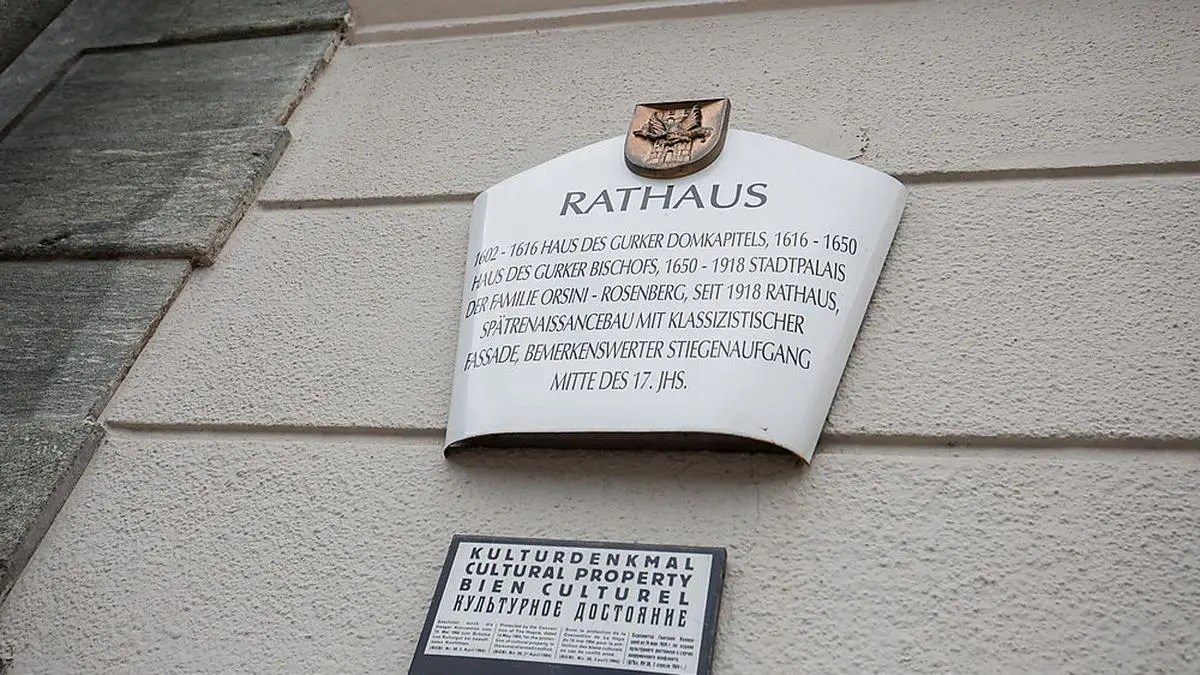 RATHAUS
1602 - 1616 HAUS DES GURKER DOMKAPITELS, 1616 - 1650
HAUS DES GURKER BISCHOFS, 1650 - 1918 STADTPALAIS
DER FAMILIE ORSINI - ROSENBERG, SEIT 1918 RATHAUS,
SPÄTRENAISSANCEBAU MIT KLASSIZISTISCHER
FASSADE, BEMERKENSWERTER STIEGENAUFGANG
MITTE DES 17. JHS.
KULTURDENKMAL
CULTURAL PROPERTY
BIEN CULTUREL
КУЛЬТУРНОЕ ДОСТОЯНИЕ